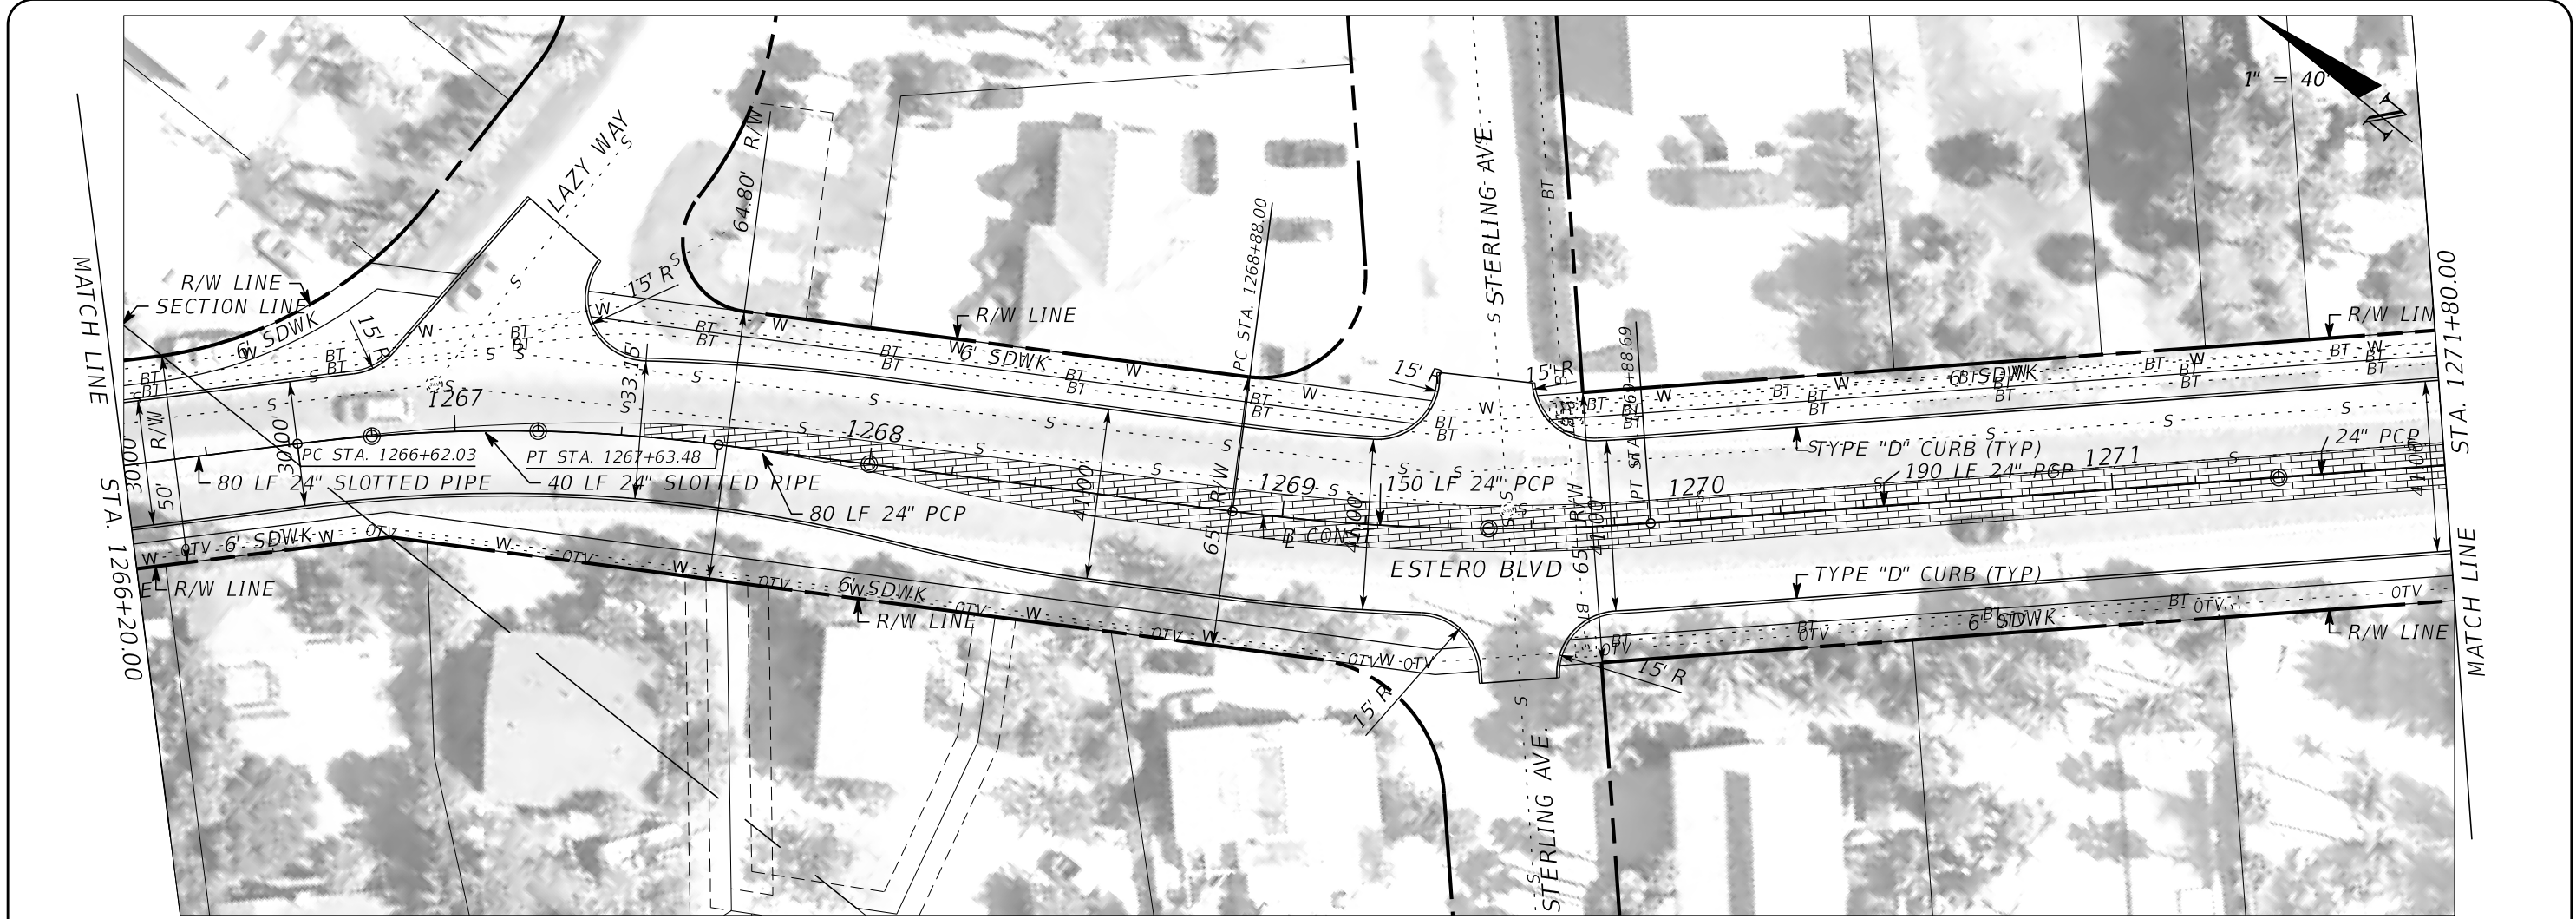 1" = 40'
N
LAZY WAY
STERLING AVE.
R/W
64.80'
PC STA. 1268+88.00
15' R
R/W LINE
SECTION LINE
MATCH LINE
STA. 1266+20.00
6' SDWK
15' R
R/W LINE
6' SDWK
15' R
15' R
6' SDWK
R/W LINE
STA. 1271+80.00
MATCH LINE
BT
BT
W
S
33.15'
1267
1268
1269
1270
1271
30.00'
R/W
50'
30.00'
PC STA. 1266+62.03
PT STA. 1267+63.48
80 LF 24" SLOTTED PIPE
40 LF 24" SLOTTED PIPE
80 LF 24" PCP
41.00'
R/W
65'
150 LF 24" PCP
TYPE "D" CURB (TYP)
190 LF 24" PCP
24" PCP
41.00'
R/W
65'
41.00'
ESTERO BLVD
TYPE "D" CURB (TYP)
6' SDWK
OTV
R/W LINE
6' SDWK
R/W LINE
6' SDWK
R/W LINE
15' R
15' R
STERLING AVE.